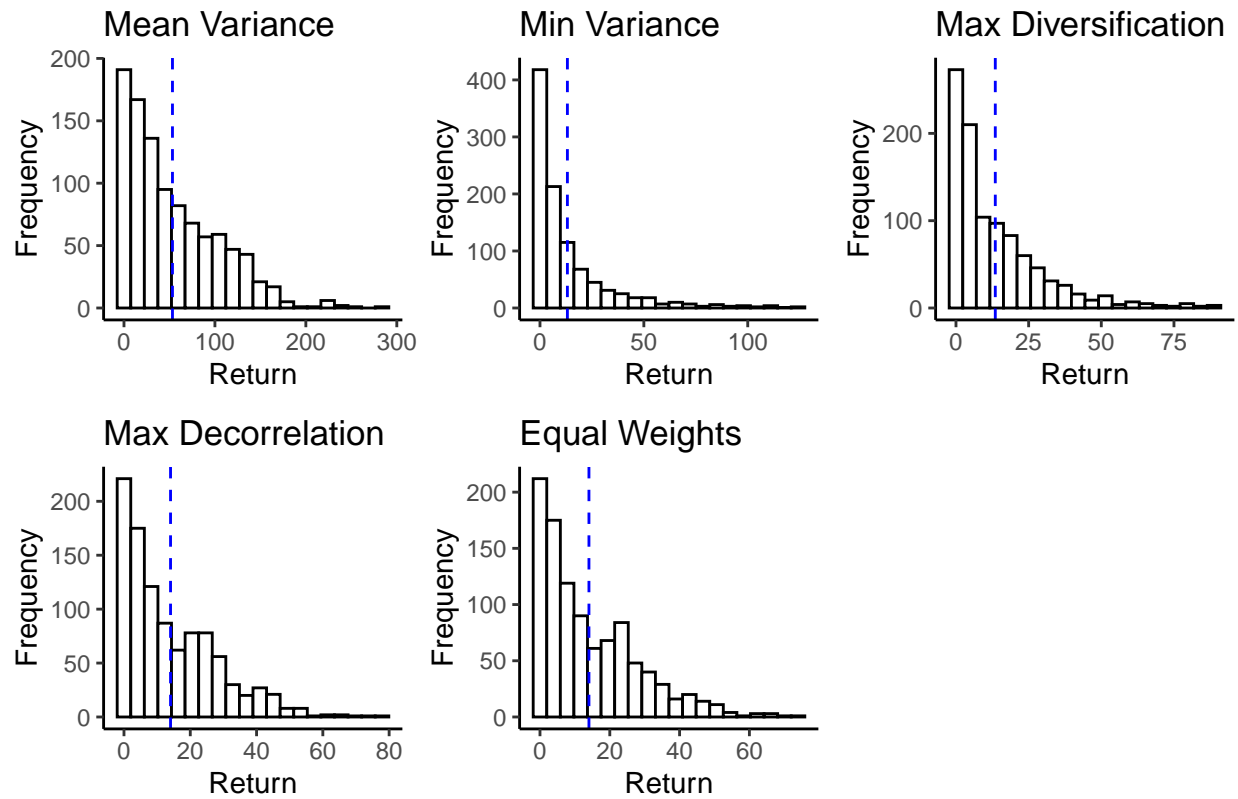 Mean Variance
200
150
100
50
0
Frequency
0 100 200 300
Return
Min Variance
400
300
200
100
0
Frequency
0 50 100
Return
Max Diversification
200
100
0
Frequency
0 25 50 75
Return
Max Decorrelation
200
150
100
50
0
Frequency
0 20 40 60 80
Return
Equal Weights
200
150
100
50
0
Frequency
0 20 40 60
Return